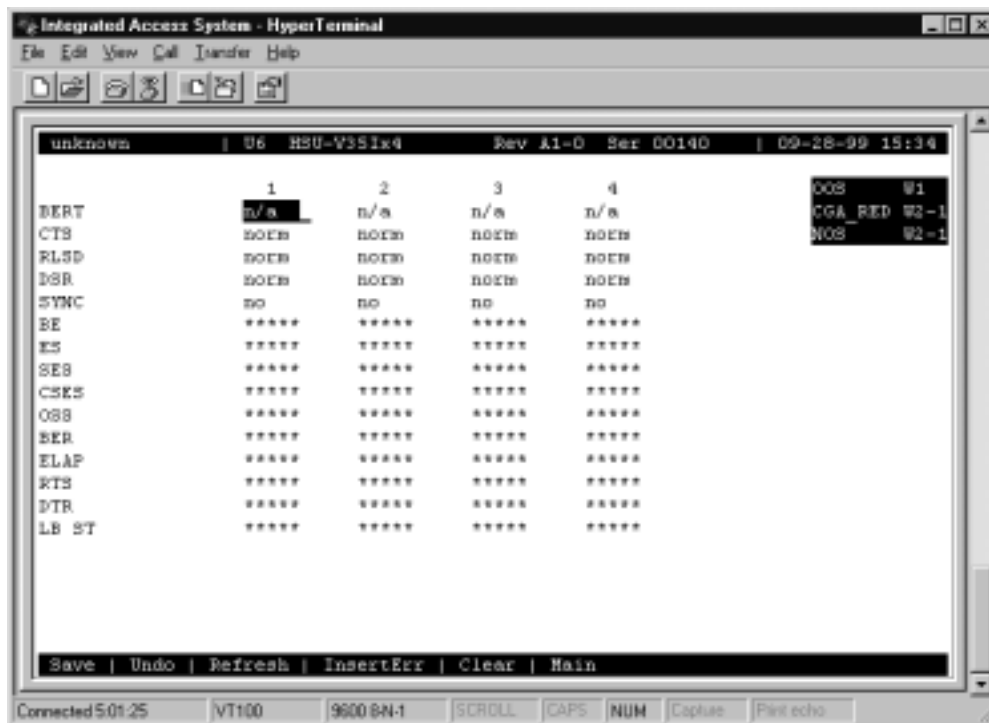 Integrated Access System - HyperTerminal
File Edit View Call Transfer Help
unknown | U6 HSU-V35Ix4 Rev A1-0 Ser 00140 | 09-28-99 15:34
1 2 3 4 OOS W1
BERT n/a n/a n/a n/a CGA_RED W2-1
CTS norm norm norm norm NOS W2-1
RLSD norm norm norm norm
DSR norm norm norm norm
SYNC no no no no
BE ***** ***** ***** *****
ES ***** ***** ***** *****
SES ***** ***** ***** *****
CSES ***** ***** ***** *****
OSS ***** ***** ***** *****
BER ***** ***** ***** *****
ELAP ***** ***** ***** *****
RTS ***** ***** ***** *****
DTR ***** ***** ***** *****
LB ST ***** ***** ***** *****
Save | Undo | Refresh | InsertErr | Clear | Main
Connected 5:01:25 VT100 9600 8-N-1 SCROLL CAPS NUM Capture Print echo